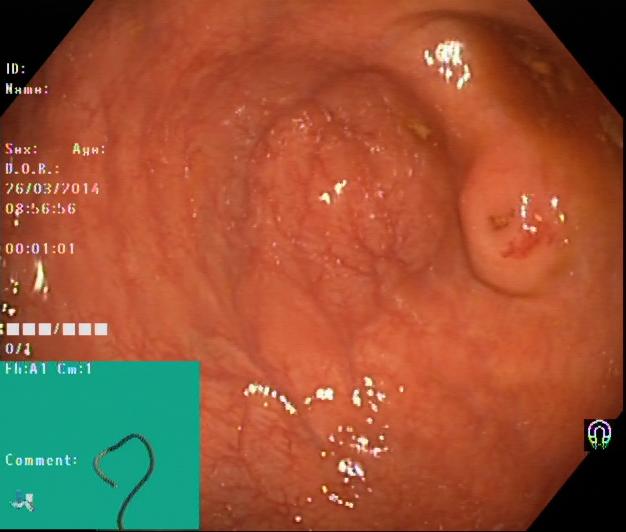 ID:
Name:
Sex: Age:
D.O.B.:
26/03/2014
08:56:56
00:01:01
/
0/1
Eh:A1 Cm:1
Comment: